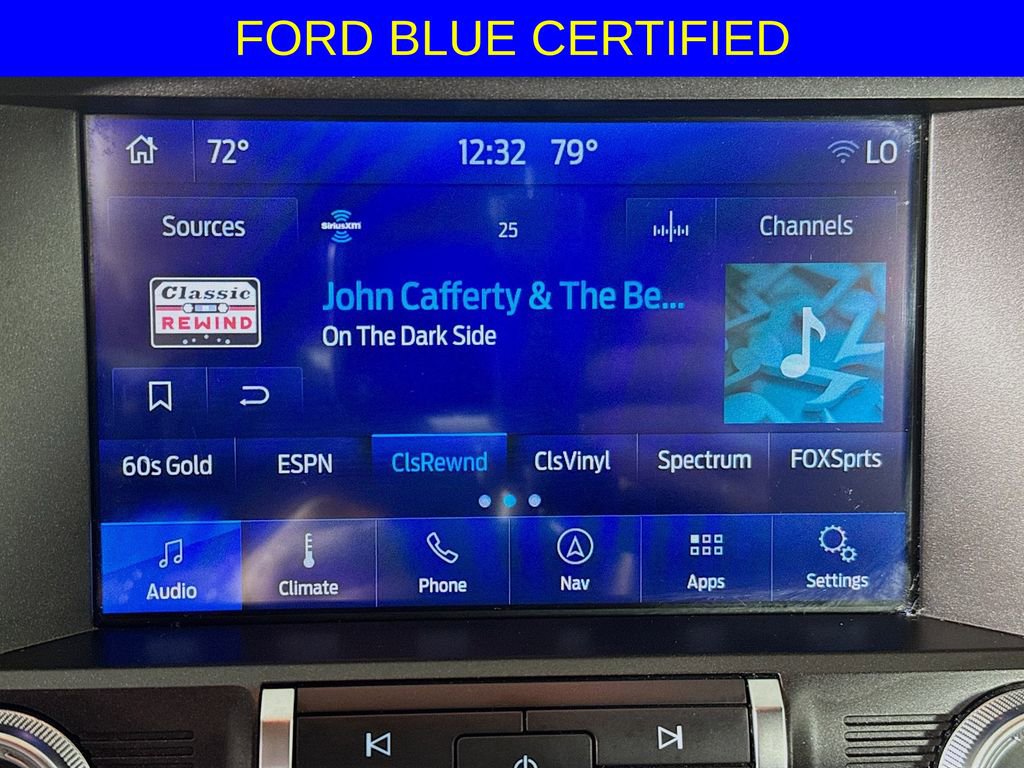 FORD BLUE CERTIFIED
72° 12:32 79° LO
Sources SiriusXM 25 Channels
Classic
REWIND
John Cafferty & The Be...
On The Dark Side
60s Gold ESPN ClsRewnd ClsVinyl Spectrum FOXSprts
Audio Climate Phone Nav Apps Settings